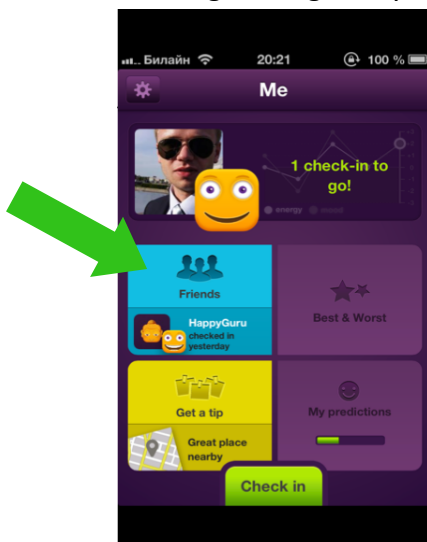 ııı.. Билайн 20:21 100 %
Me
1 check-in to
go!
energy mood
Friends
HappyGuru
checked in
yesterday
Best & Worst
Get a tip
Great place
nearby
My predictions
Check in